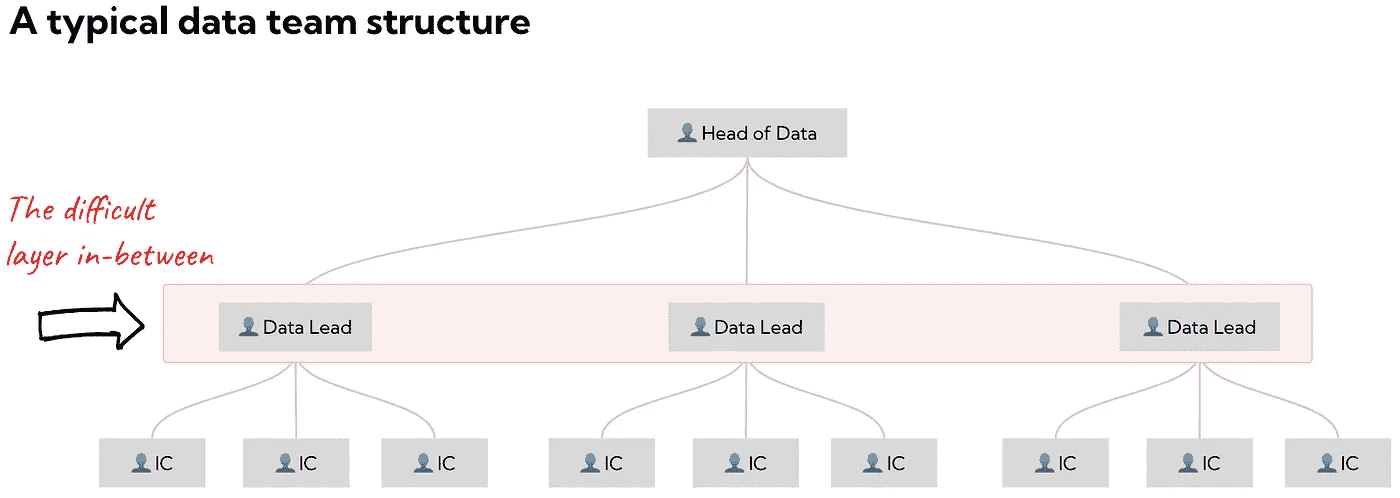 A typical data team structure
Head of Data
The difficult
layer in-between
Data Lead
Data Lead
Data Lead
IC
IC
IC
IC
IC
IC
IC
IC
IC